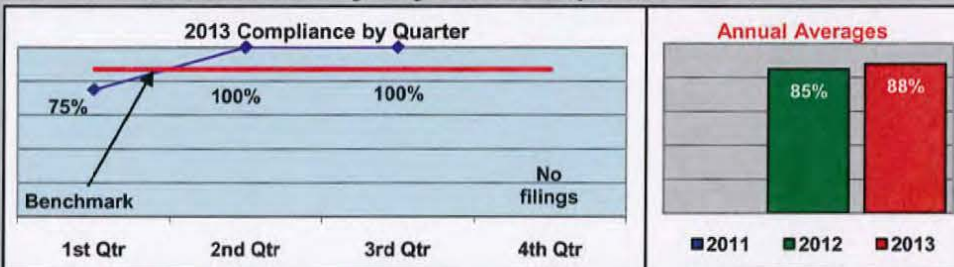 2013 Compliance by Quarter
75%
100%
100%
Benchmark
No
filings
1st Qtr
2nd Qtr
3rd Qtr
4th Qtr
Annual Averages
85%
88%
2011
2012
2013